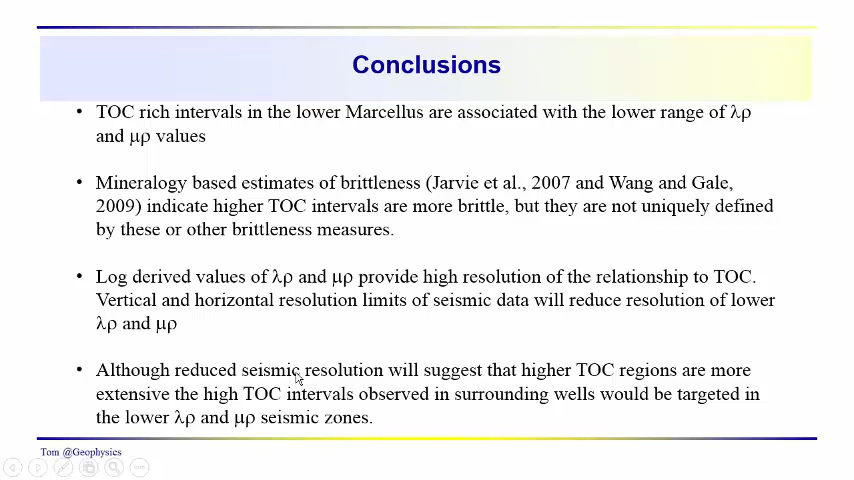 Conclusions
• TOC rich intervals in the lower Marcellus are associated with the lower range of λρ
and μρ values
• Mineralogy based estimates of brittleness (Jarvie et al., 2007 and Wang and Gale,
2009) indicate higher TOC intervals are more brittle, but they are not uniquely defined
by these or other brittleness measures.
• Log derived values of λρ and μρ provide high resolution of the relationship to TOC.
Vertical and horizontal resolution limits of seismic data will reduce resolution of lower
λρ and μρ
• Although reduced seismic resolution will suggest that higher TOC regions are more
extensive the high TOC intervals observed in surrounding wells would be targeted in
the lower λρ and μρ seismic zones.
Tom @Geophysics